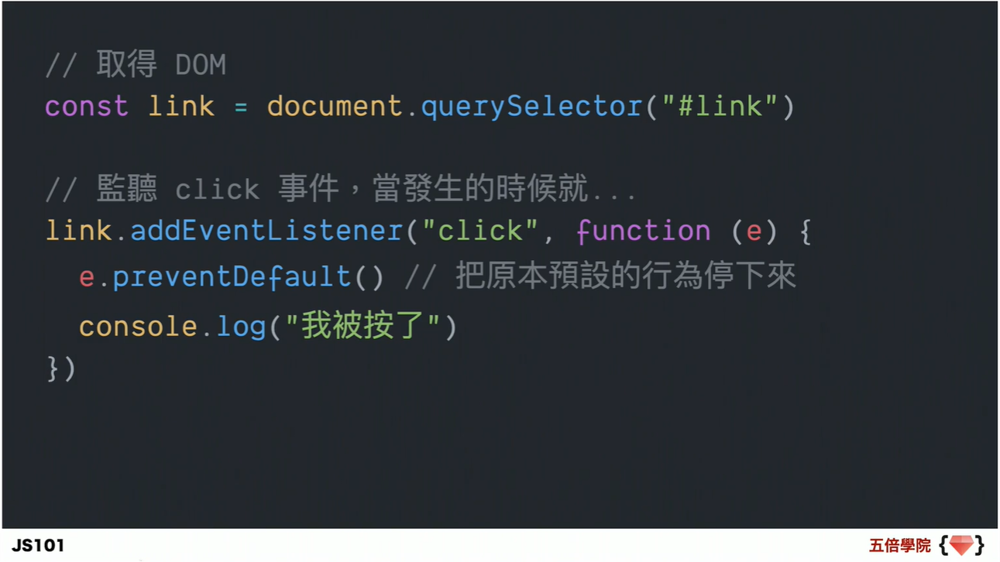 // 取得 DOM
const link = document.querySelector("#link")
// 監聽 click 事件，當發生的時候就...
link.addEventListener("click", function (e) {
  e.preventDefault() // 把原本預設的行為停下來
  console.log("我被按了")
})
JS101
五倍學院 { }